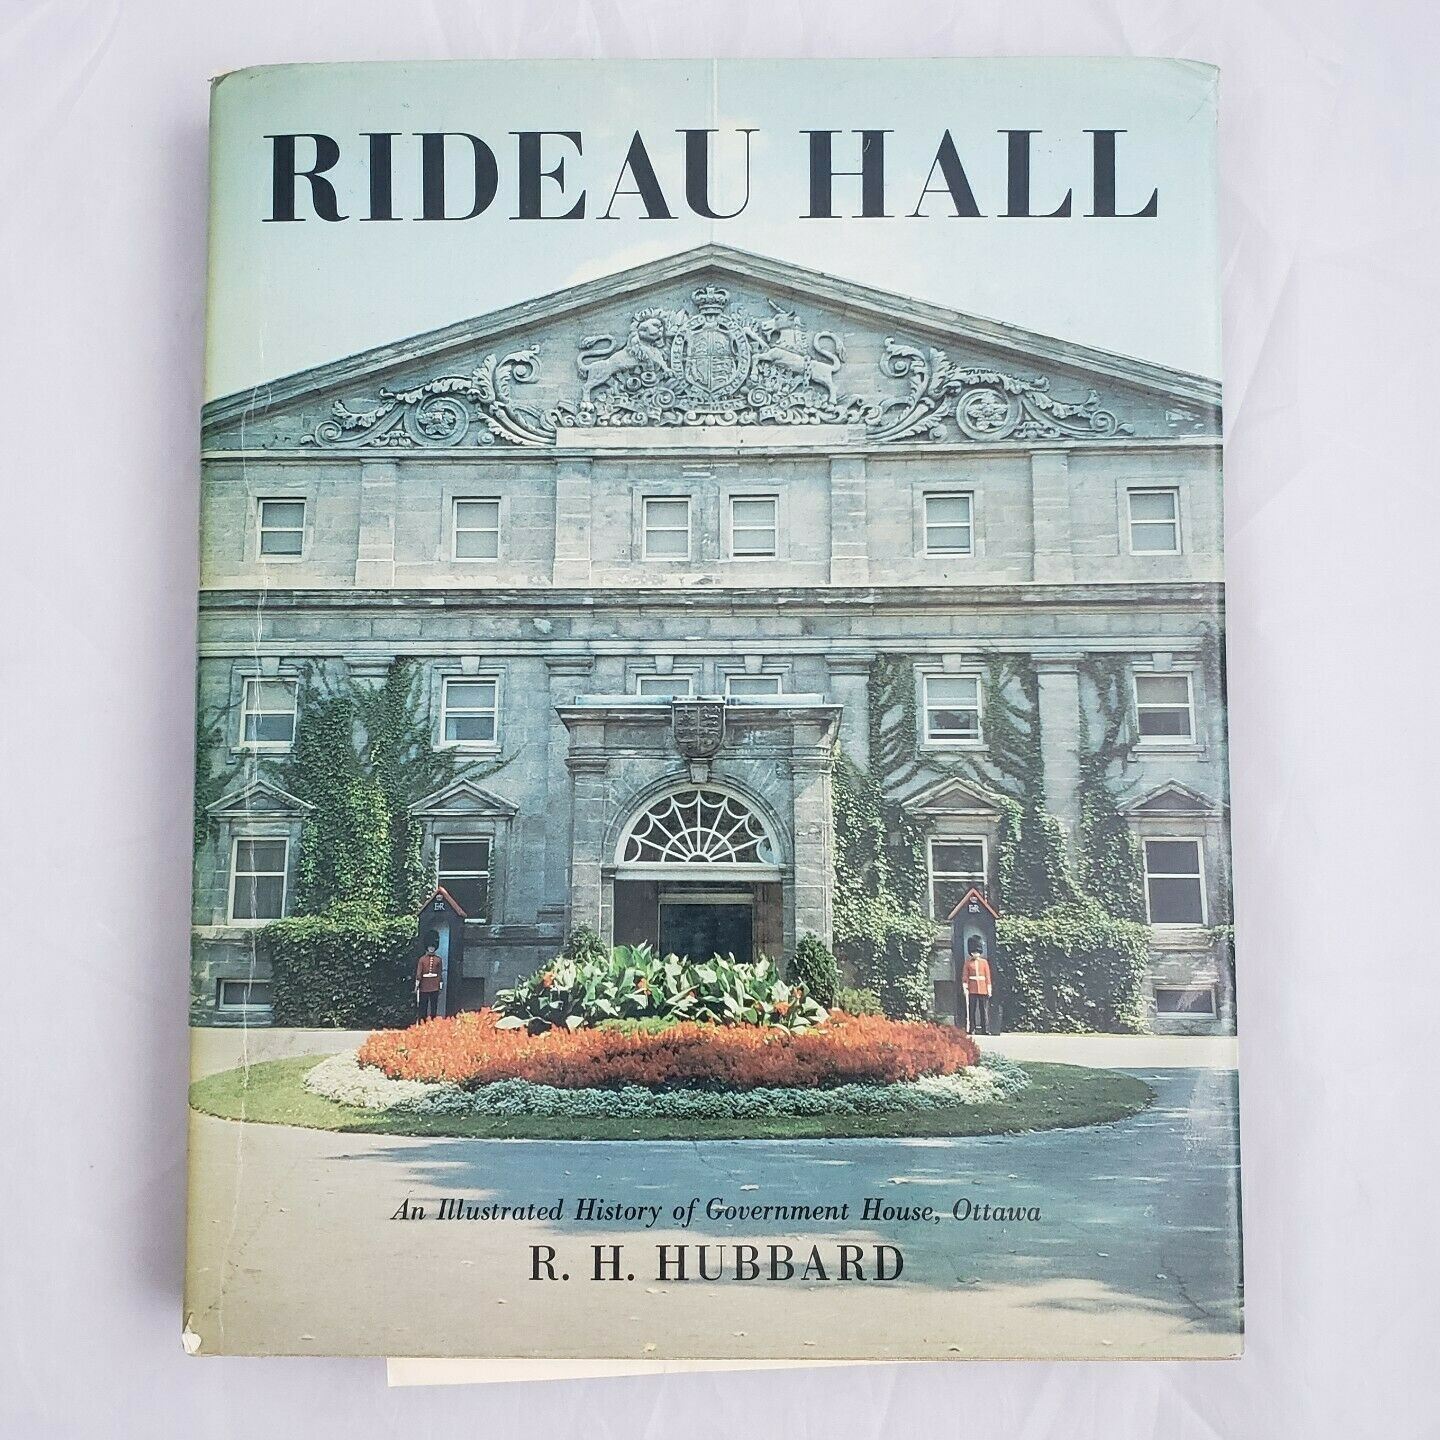 RIDEAU HALL
E R
E R
An Illustrated History of Government House, Ottawa
R. H. HUBBARD